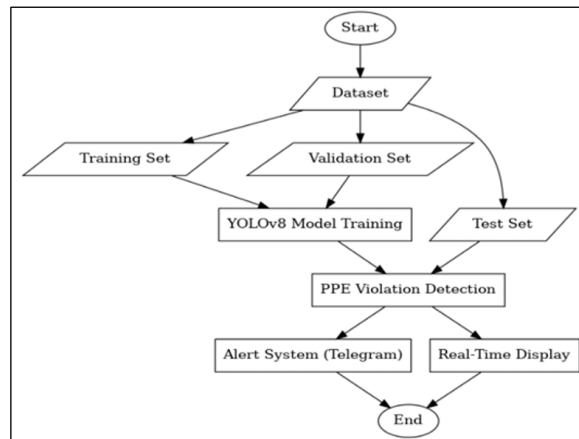 Start
Dataset
Training Set
Validation Set
YOLOv8 Model Training
Test Set
PPE Violation Detection
Alert System (Telegram)
Real-Time Display
End